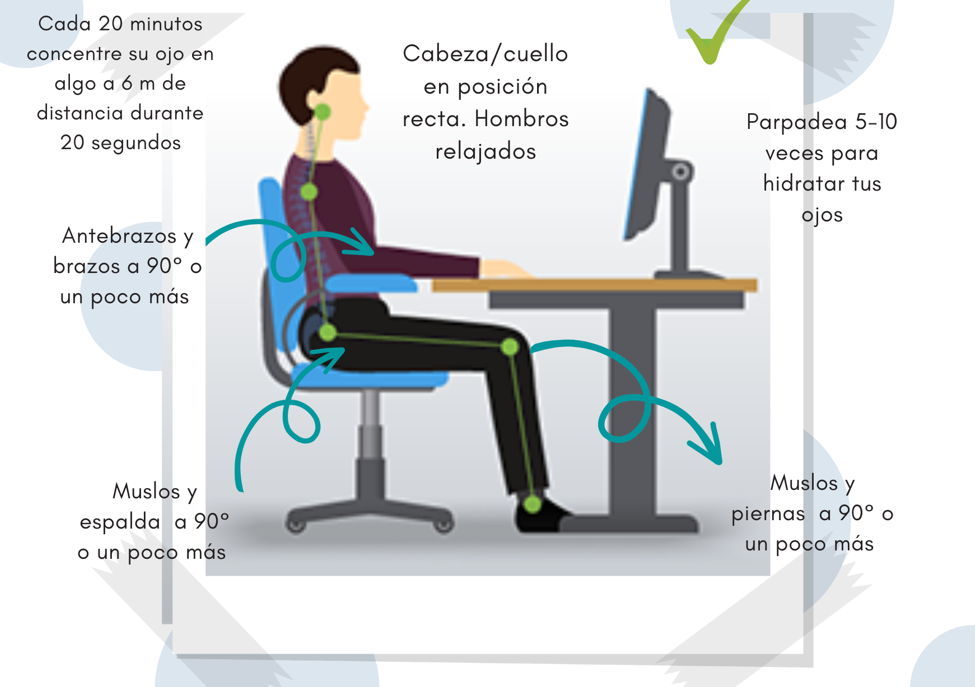 Cada 20 minutos
concentre su ojo en
algo a 6 m de
distancia durante
20 segundos
Cabeza/cuello
en posición
recta. Hombros
relajados
Parpadea 5-10
veces para
hidratar tus
ojos
Antebrazos y
brazos a 90° o
un poco más
Muslos y
espalda a 90°
o un poco más
Muslos y
piernas a 90° o
un poco más